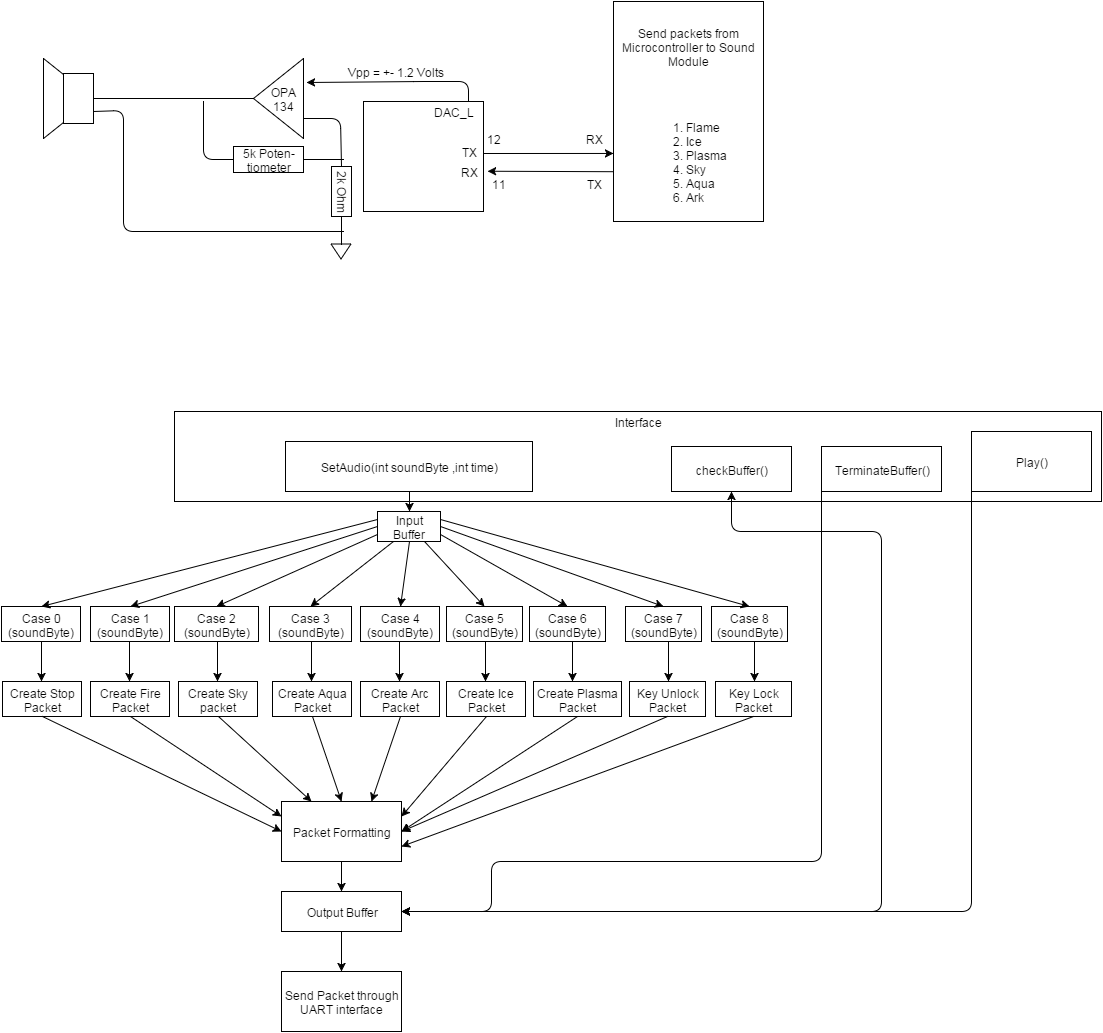 Send packets from
Microcontroller to Sound
Module
1. Flame
2. Ice
3. Plasma
4. Sky
5. Aqua
6. Ark
Vpp = +- 1.2 Volts
OPA
134
DAC_L
TX
RX
12
11
RX
TX
5k Poten-
tiometer
2k Ohm
Interface
SetAudio(int soundByte ,int time)
checkBuffer()
TerminateBuffer()
Play()
Input
Buffer
Case 0
(soundByte)
Case 1
(soundByte)
Case 2
(soundByte)
Case 3
(soundByte)
Case 4
(soundByte)
Case 5
(soundByte)
Case 6
(soundByte)
Case 7
(soundByte)
Case 8
(soundByte)
Create Stop
Packet
Create Fire
Packet
Create Sky
packet
Create Aqua
Packet
Create Arc
Packet
Create Ice
Packet
Create Plasma
Packet
Key Unlock
Packet
Key Lock
Packet
Packet Formatting
Output Buffer
Send Packet through
UART interface